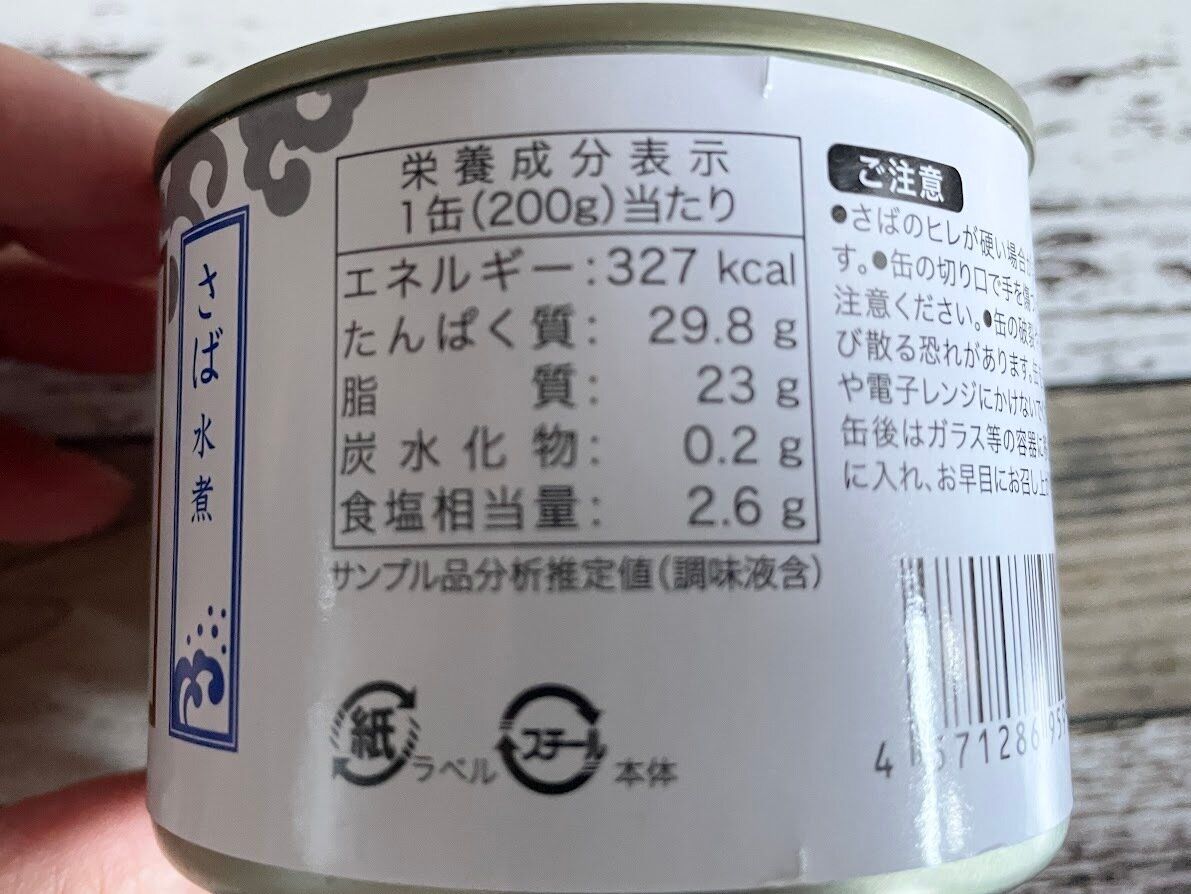 さば水煮
栄養成分表示
1缶(200g)当たり
エネルギー:327 kcal
たんぱく質: 29.8 g
脂質: 23 g
炭水化物: 0.2 g
食塩相当量: 2.6 g
サンプル品分析推定値(調味液含)
紙 ラベル スチール 本体
ご注意
●さばのヒレが硬い場合
す。●缶の切り口で手を傷
注意ください。●缶の破裂
び散る恐れがあります。
や電子レンジにかけない
缶後はガラス等の容器に
に入れ、お早目にお召し上
4 571286